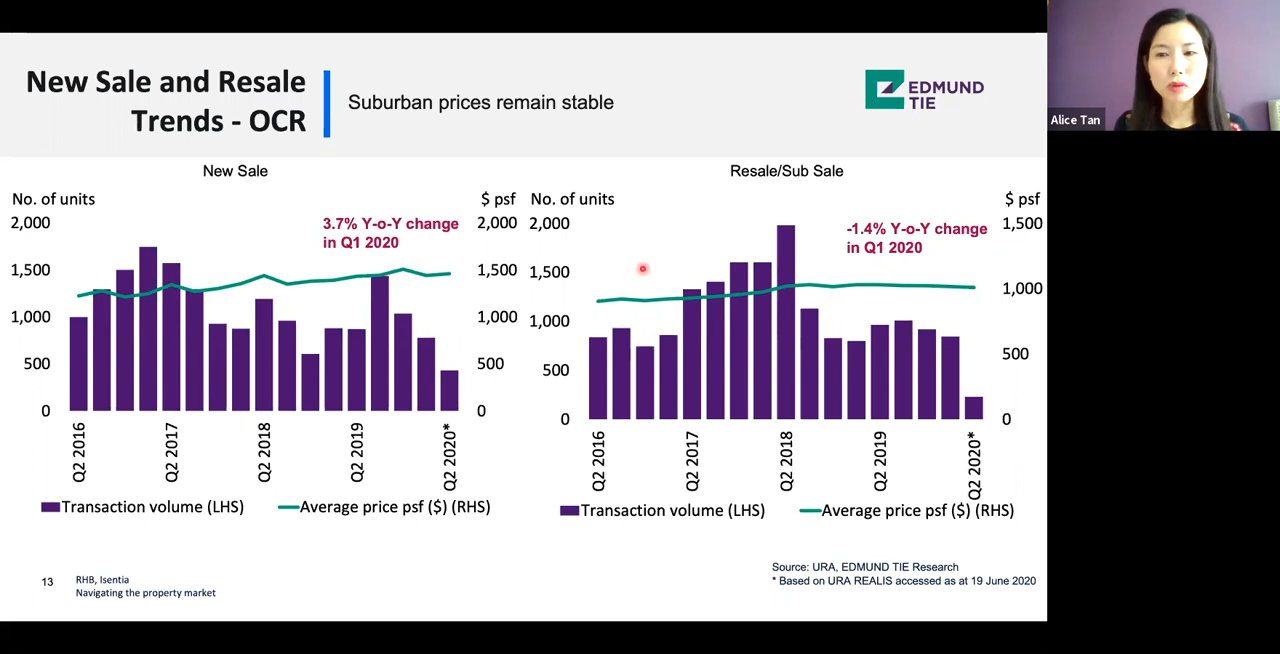 New Sale and Resale
Trends - OCR
Suburban prices remain stable
EDMUND
TIE
Alice Tan
New Sale
No. of units
$ psf
2,000
1,500
1,000
500
0
2,000
1,500
1,000
500
0
3.7% Y-o-Y change
in Q1 2020
Q2 2016
Q2 2017
Q2 2018
Q2 2019
Q2 2020*
Transaction volume (LHS)
Average price psf ($) (RHS)
Resale/Sub Sale
No. of units
$ psf
2,000
1,500
1,000
500
0
1,500
1,000
500
0
-1.4% Y-o-Y change
in Q1 2020
Q2 2016
Q2 2017
Q2 2018
Q2 2019
Q2 2020*
Transaction volume (LHS)
Average price psf ($) (RHS)
13
RHB, Isentia
Navigating the property market
Source: URA, EDMUND TIE Research
* Based on URA REALIS accessed as at 19 June 2020